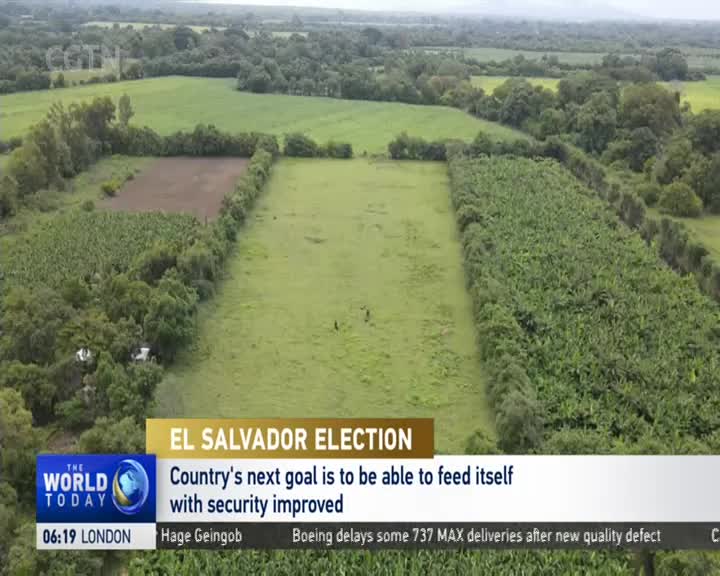 CGTN
EL SALVADOR ELECTION
Country's next goal is to be able to feed itself
with security improved
THE
WORLD
TODAY
06:19 LONDON
Hage Geingob Boeing delays some 737 MAX deliveries after new quality defect C